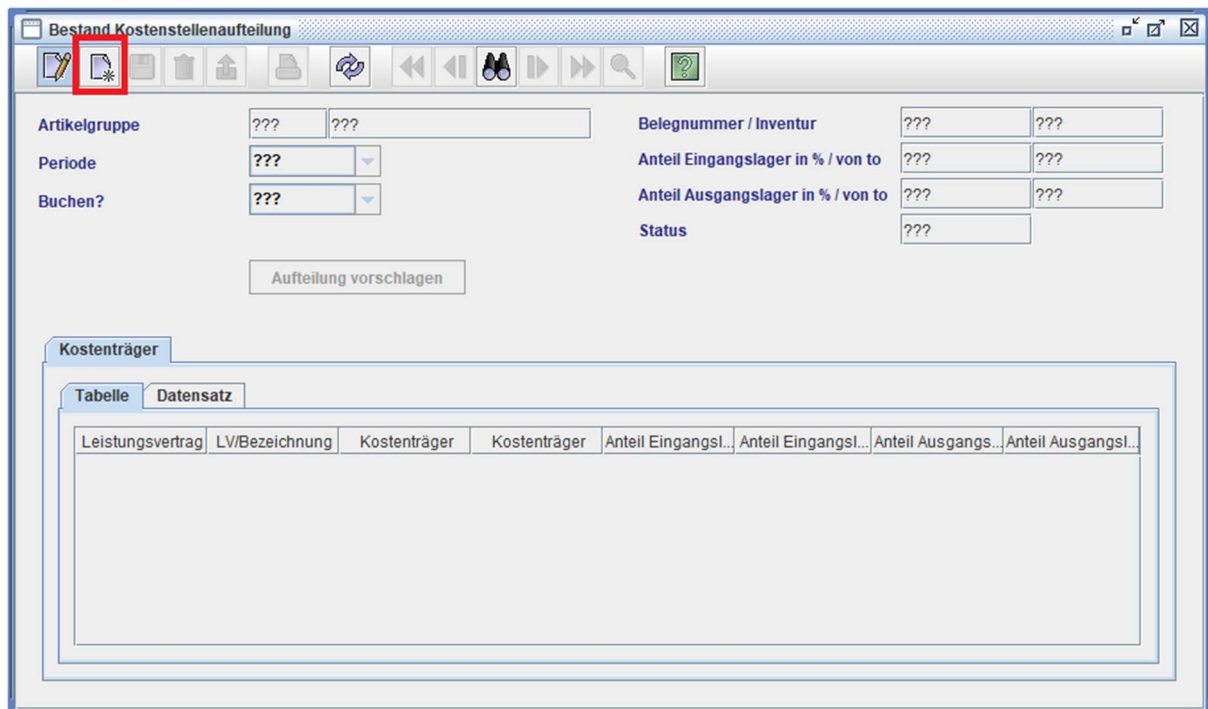 Bestand Kostenstellenaufteilung
Artikelgruppe ??? ??? Belegnummer / Inventur ??? ???
Periode ??? Anteil Eingangslager in % / von to ??? ???
Buchen? ??? Anteil Ausgangslager in % / von to ??? ???
Status ???
Aufteilung vorschlagen
Kostenträger
Tabelle Datensatz
Leistungsvertrag LV/Bezeichnung Kostenträger Kostenträger Anteil Eingangsl... Anteil Eingangsl... Anteil Ausgangs... Anteil Ausgangsl...